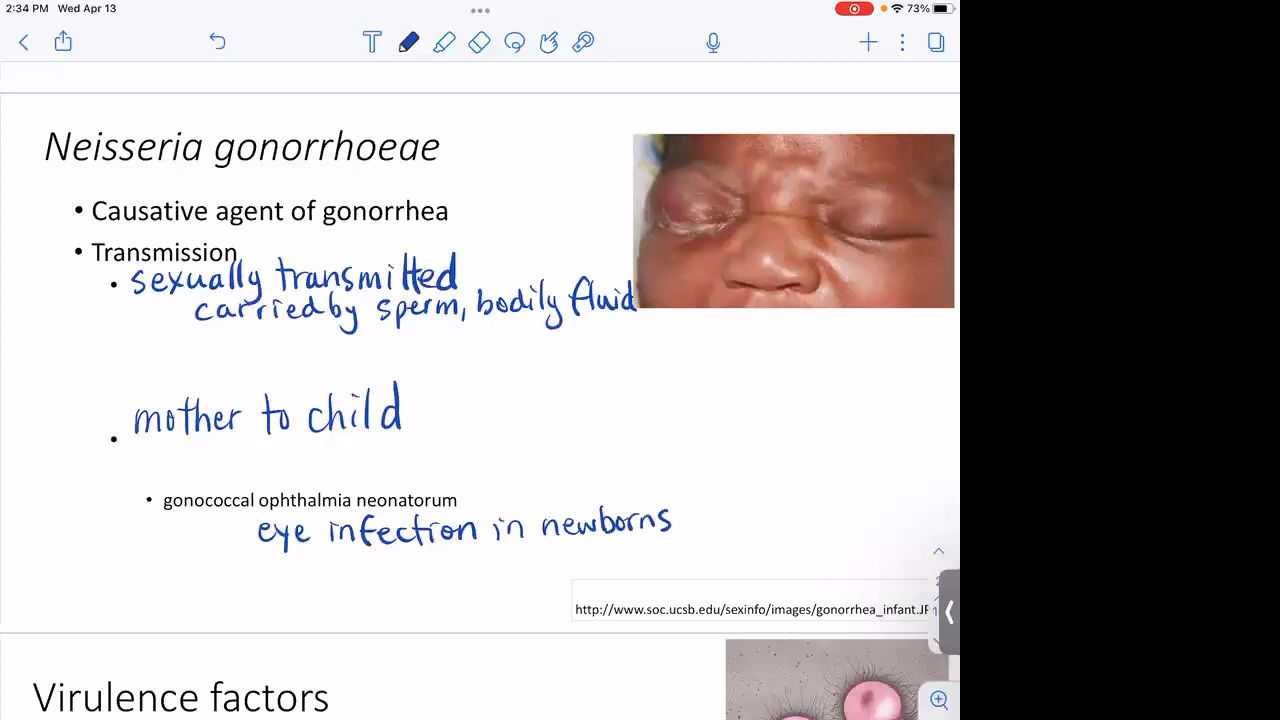 2:34 PM Wed Apr 13
73%
Neisseria gonorrhoeae
• Causative agent of gonorrhea
• Transmission
• sexually transmitted
carried by sperm, bodily fluid
• mother to child
• gonococcal ophthalmia neonatorum
eye infection in newborns
http://www.soc.ucsb.edu/sexinfo/images/gonorrhea_infant.JP
Virulence factors